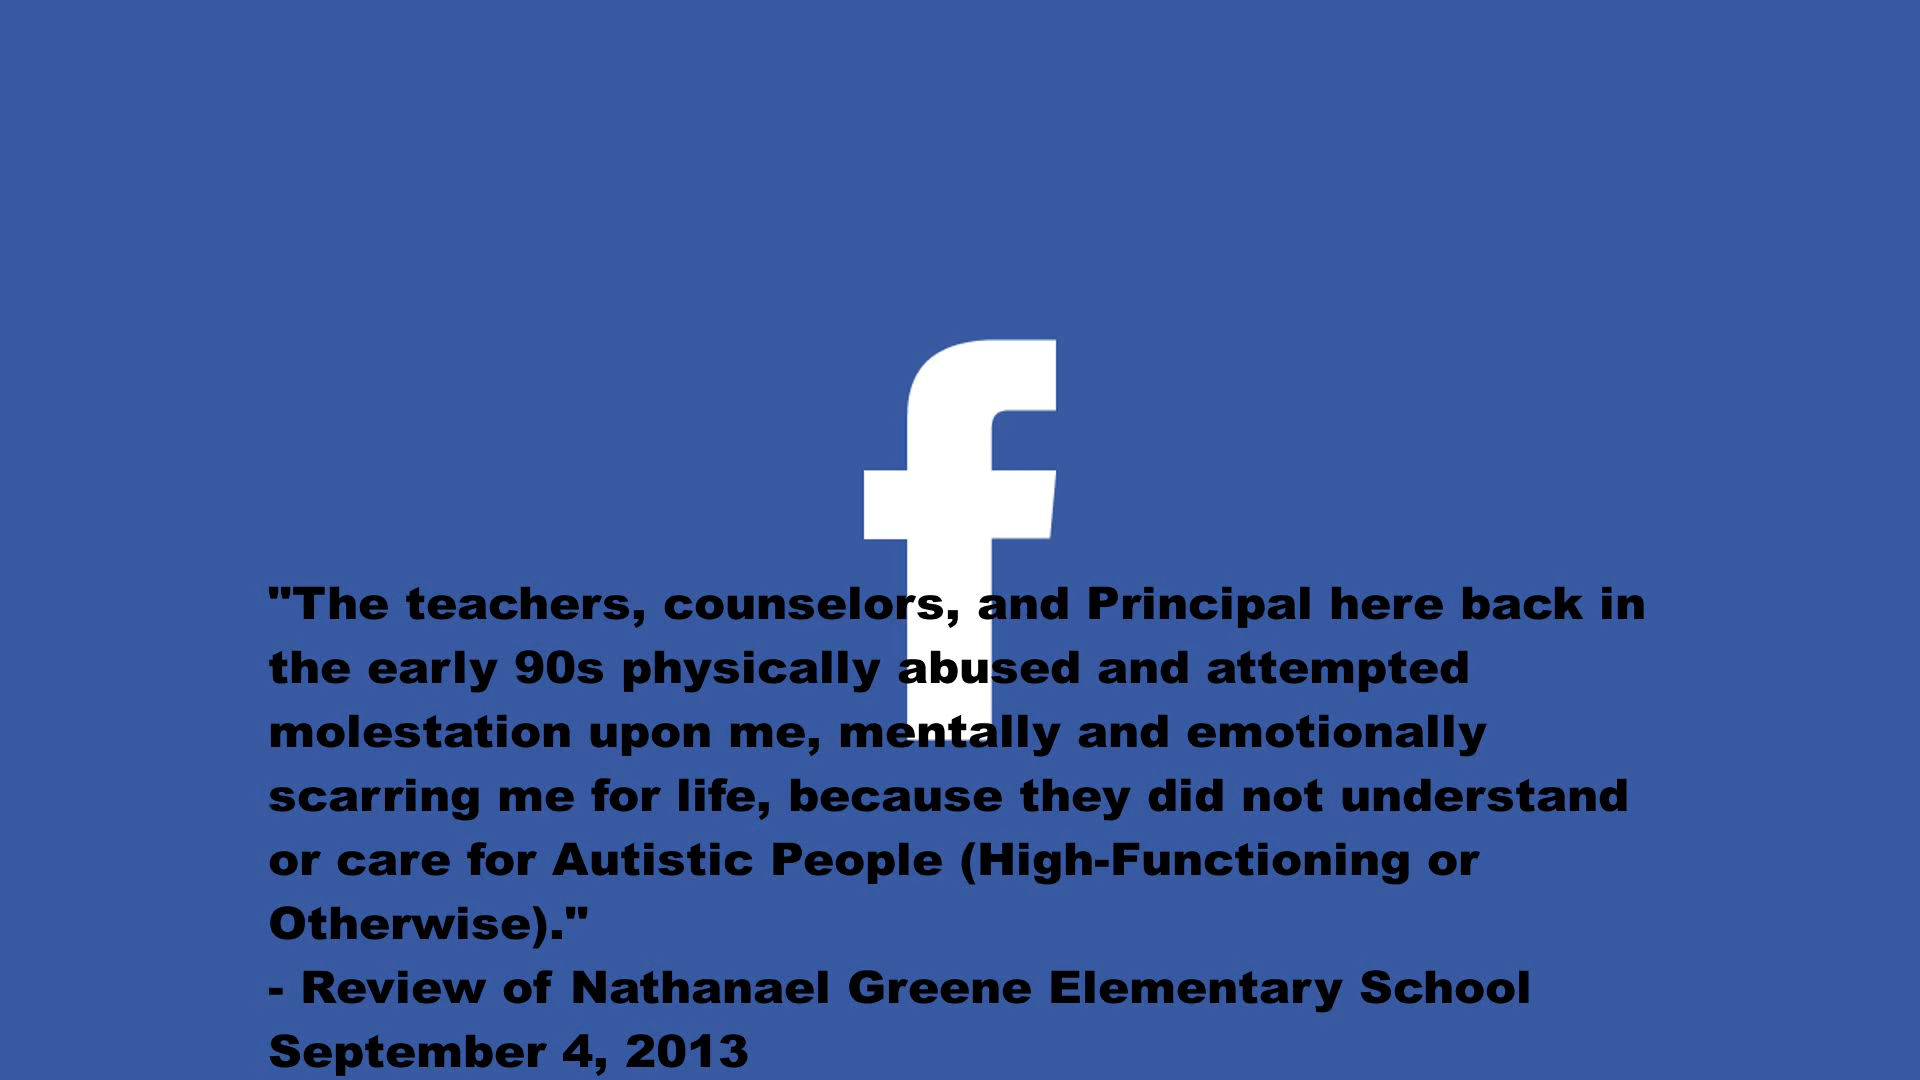 "The teachers, counselors, and Principal here back in
the early 90s physically abused and attempted
molestation upon me, mentally and emotionally
scarring me for life, because they did not understand
or care for Autistic People (High-Functioning or
Otherwise)."
- Review of Nathanael Greene Elementary School
September 4, 2013